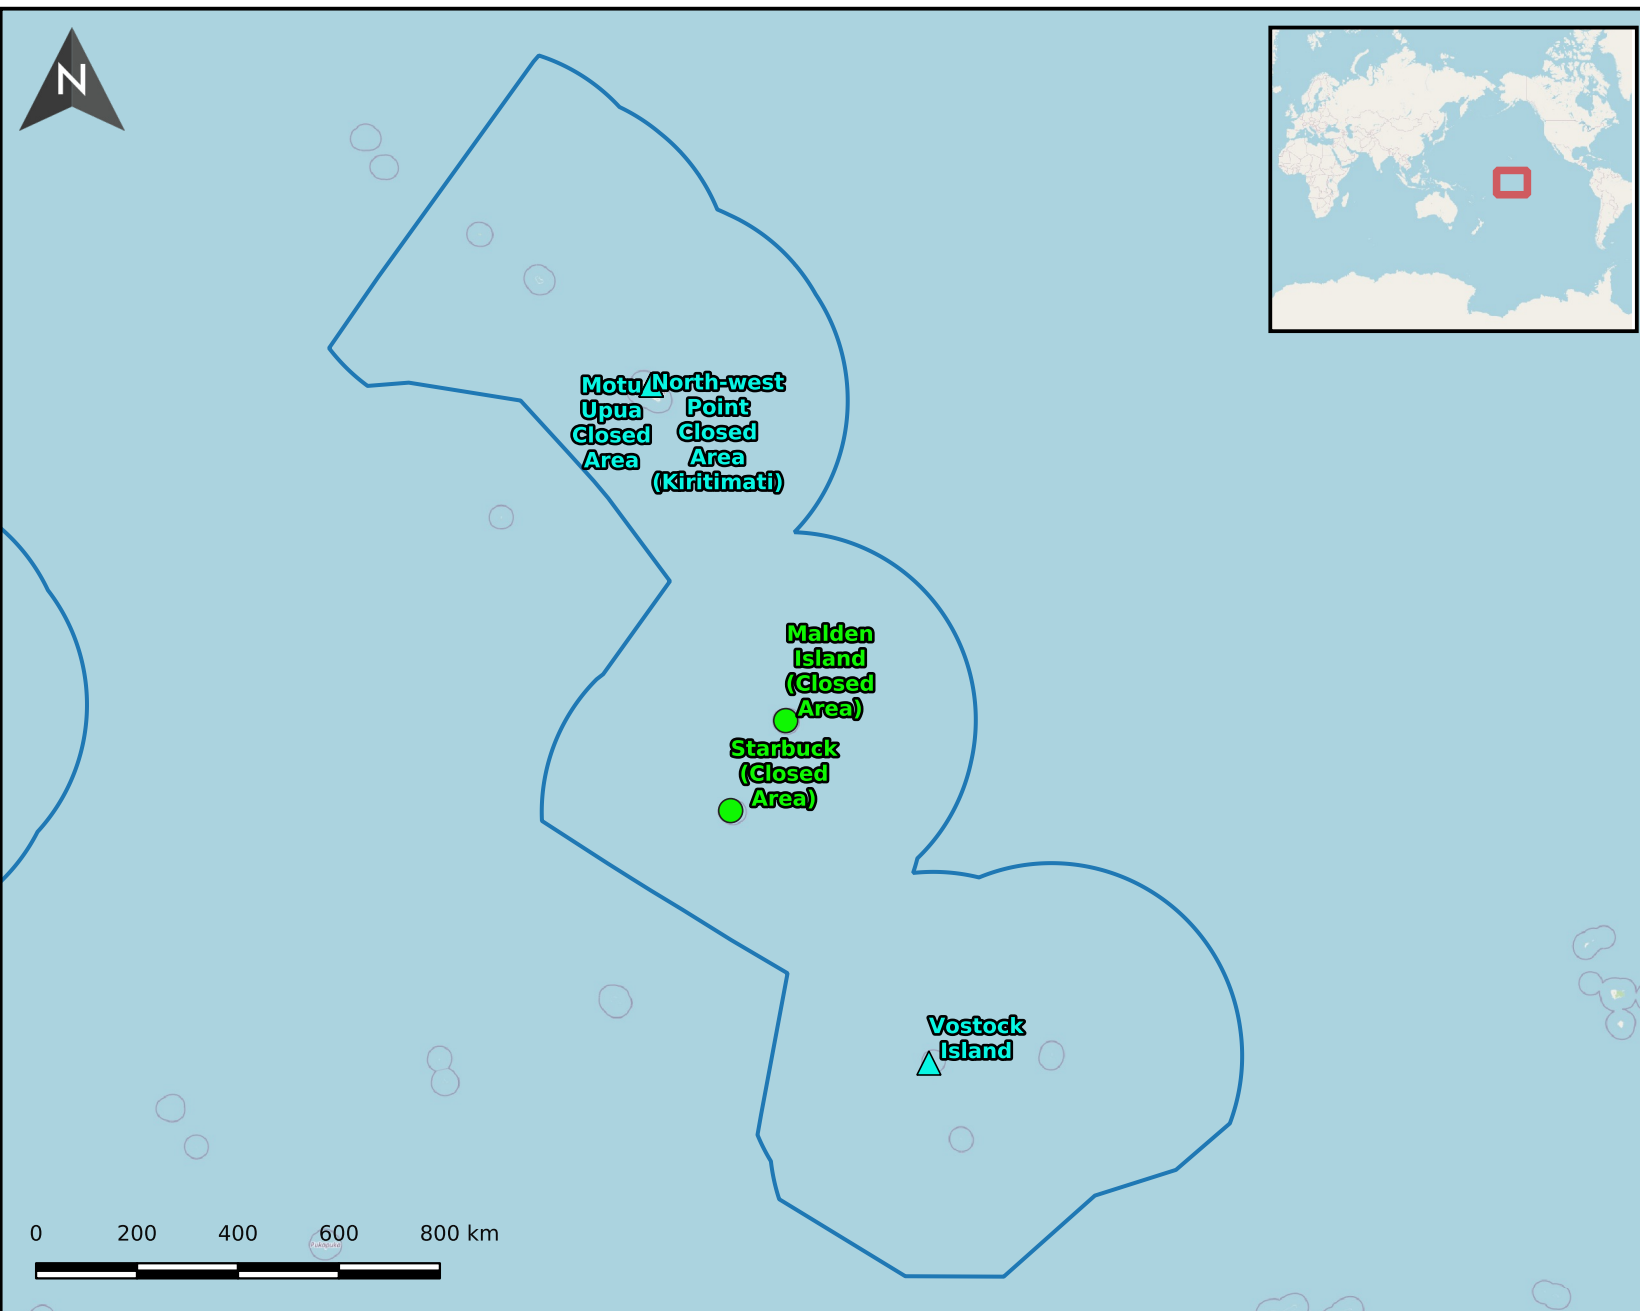 N
Motu
Upua
Closed
Area
North-west
Point
Closed
Area
(Kiritimati)
Malden
Island
(Closed
Area)
Starbuck
(Closed
Area)
Vostock
Island
0 200 400 600 800 km
Pukapuka